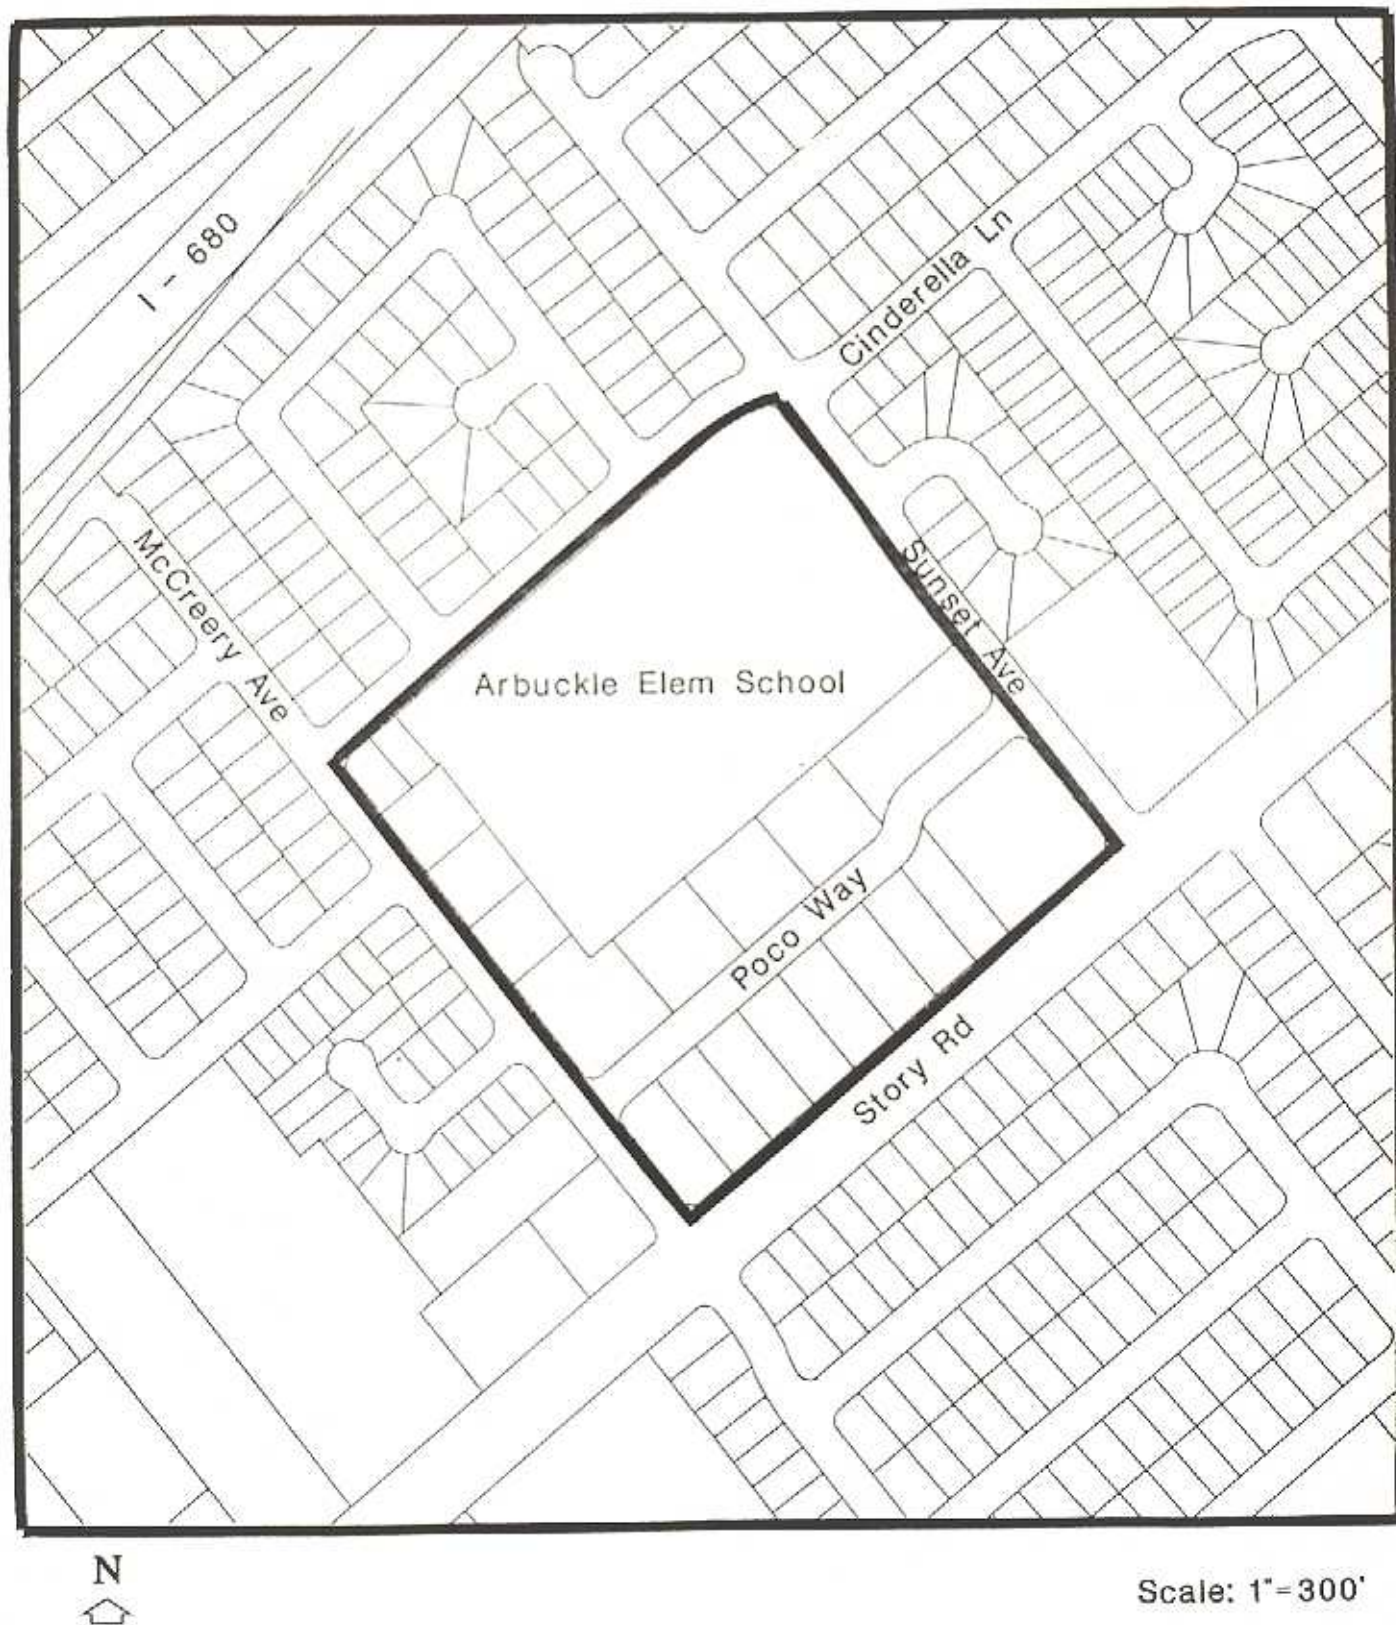 I - 680
Cinderella Ln
McCreery Ave
Sunset Ave
Arbuckle Elem School
Poco Way
Story Rd
N
Scale: 1"=300'